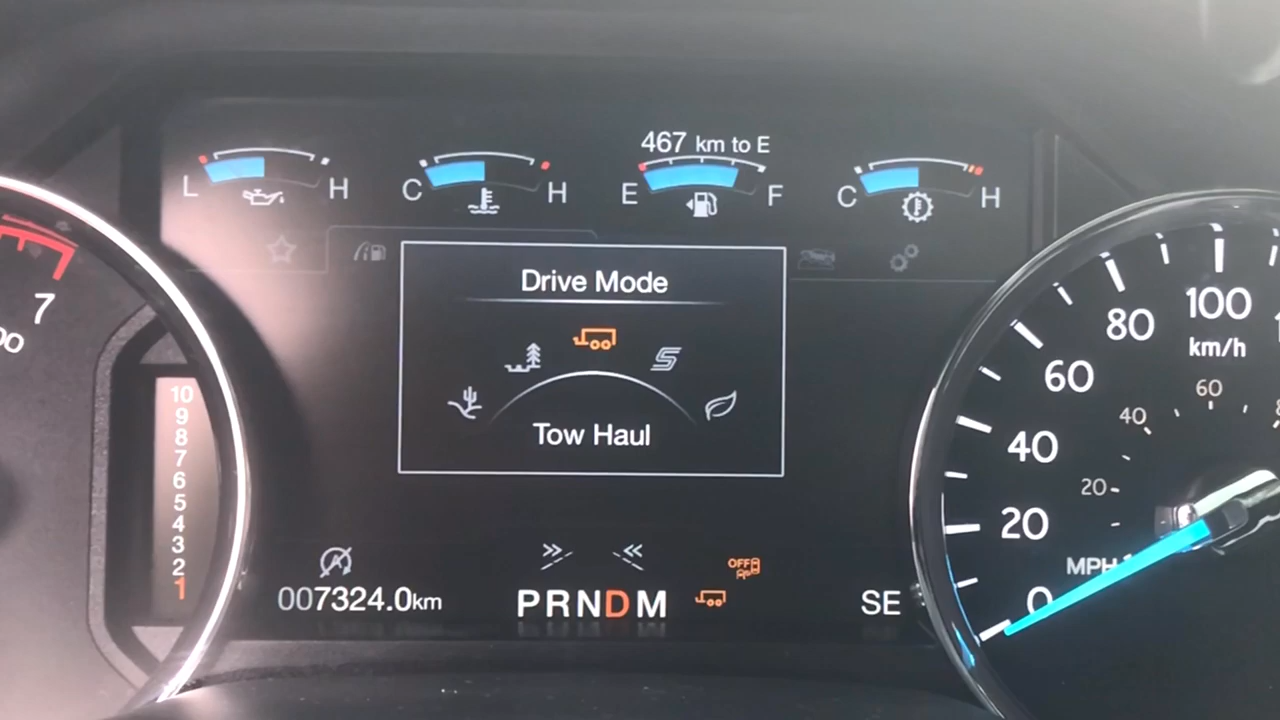 467 km to E
L H C H E F C H
Drive Mode
Tow Haul
7
10
9
8
7
6
5
4
3
2
1
007324.0km
PRNDM
OFF
SE
100
80
km/h
60
60
40
40
20
20
MPH
0